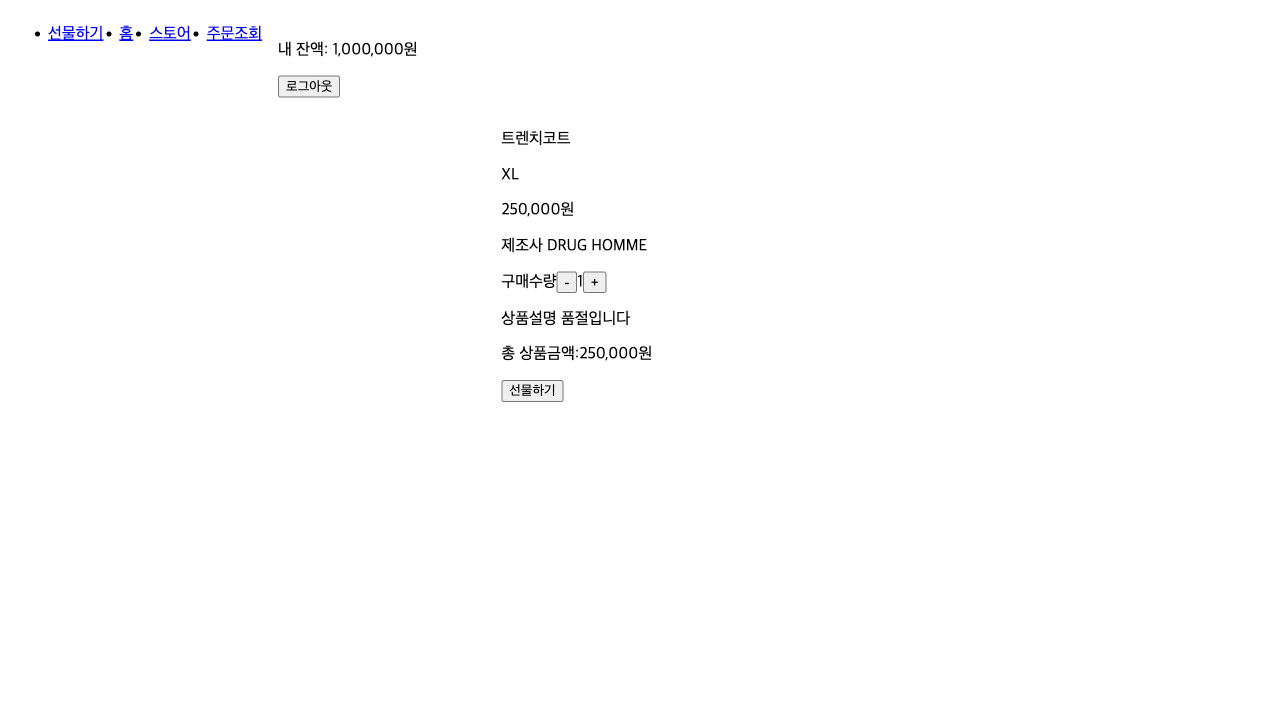 선물하기 홈 스토어 주문조회
내 잔액: 1,000,000원
로그아웃
트렌치코트
XL
250,000원
제조사 DRUG HOMME
구매수량 - 1 +
상품설명 품절입니다
총 상품금액:250,000원
선물하기